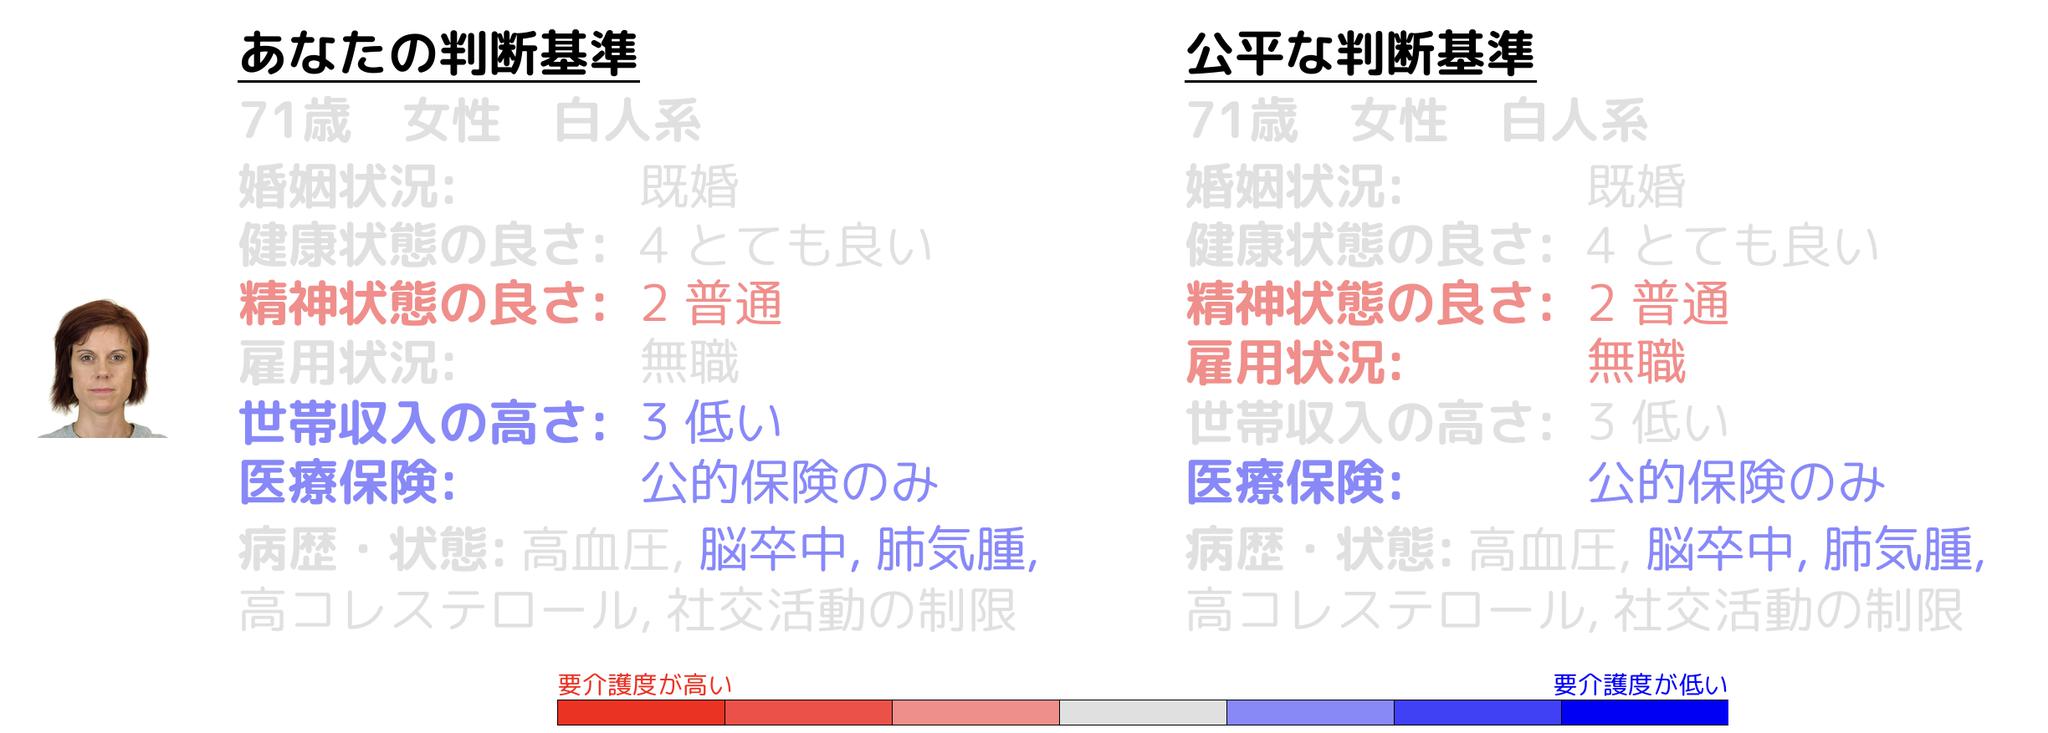 あなたの判断基準
71歳　女性　白人系
婚姻状況: 既婚
健康状態の良さ: 4 とても良い
精神状態の良さ: 2 普通
雇用状況: 無職
世帯収入の高さ: 3 低い
医療保険: 公的保険のみ
病歴・状態: 高血圧, 脳卒中, 肺気腫,
高コレステロール, 社交活動の制限
公平な判断基準
71歳　女性　白人系
婚姻状況: 既婚
健康状態の良さ: 4 とても良い
精神状態の良さ: 2 普通
雇用状況: 無職
世帯収入の高さ: 3 低い
医療保険: 公的保険のみ
病歴・状態: 高血圧, 脳卒中, 肺気腫,
高コレステロール, 社交活動の制限
要介護度が高い
要介護度が低い